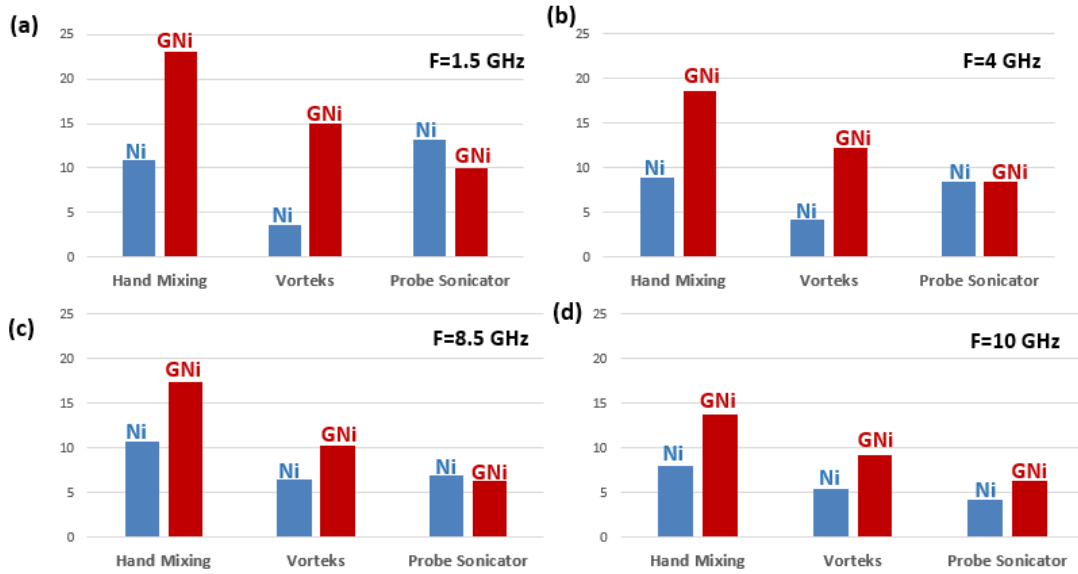 (a)
F=1.5 GHz
25
20
15
10
5
0
Ni
GNi
Ni
GNi
Ni
GNi
Hand Mixing
Vorteks
Probe Sonicator
(b)
F=4 GHz
25
20
15
10
5
0
Ni
GNi
Ni
GNi
Ni
GNi
Hand Mixing
Vorteks
Probe Sonicator
(c)
F=8.5 GHz
25
20
15
10
5
0
Ni
GNi
Ni
GNi
Ni
GNi
Hand Mixing
Vorteks
Probe Sonicator
(d)
F=10 GHz
25
20
15
10
5
0
Ni
GNi
Ni
GNi
Ni
GNi
Hand Mixing
Vorteks
Probe Sonicator